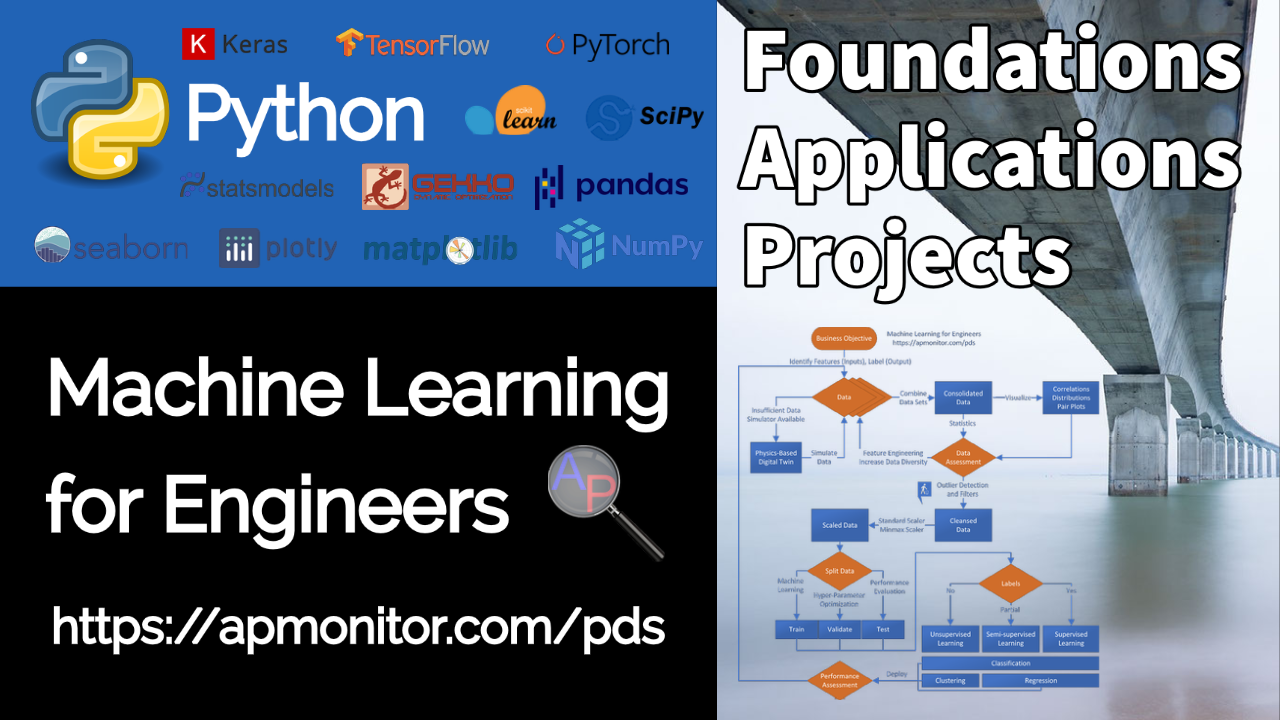 Keras
TensorFlow
PyTorch
Python
scikit
learn
SciPy
statsmodels
GEKKO
pandas
seaborn
plotly
matplotlib
NumPy
Machine Learning
for Engineers
AP
https://apmonitor.com/pds
Foundations
Applications
Projects
Business Objective
Machine Learning for Engineers
https://apmonitor.com/pds
Identify Features (Inputs), Label (Output)
Data
Combine
Data Sets
Consolidated
Data
Visualize
Correlations
Distributions
Pair Plots
Insufficient Data
Simulator Available
Statistics
Physics-Based
Digital Twin
Simulate
Data
Feature Engineering
Increase Data Diversity
Data
Assessment
Outlier Detection
and Filters
Scaled Data
Standard Scaler
Minmax Scaler
Cleansed
Data
Split Data
Machine
Learning
Hyper-Parameter
Optimization
Performance
Evaluation
Labels
No
Partial
Yes
Train
Validate
Test
Unsupervised
Learning
Semi-supervised
Learning
Supervised
Learning
Classification
Clustering
Regression
Performance
Assessment
Deploy